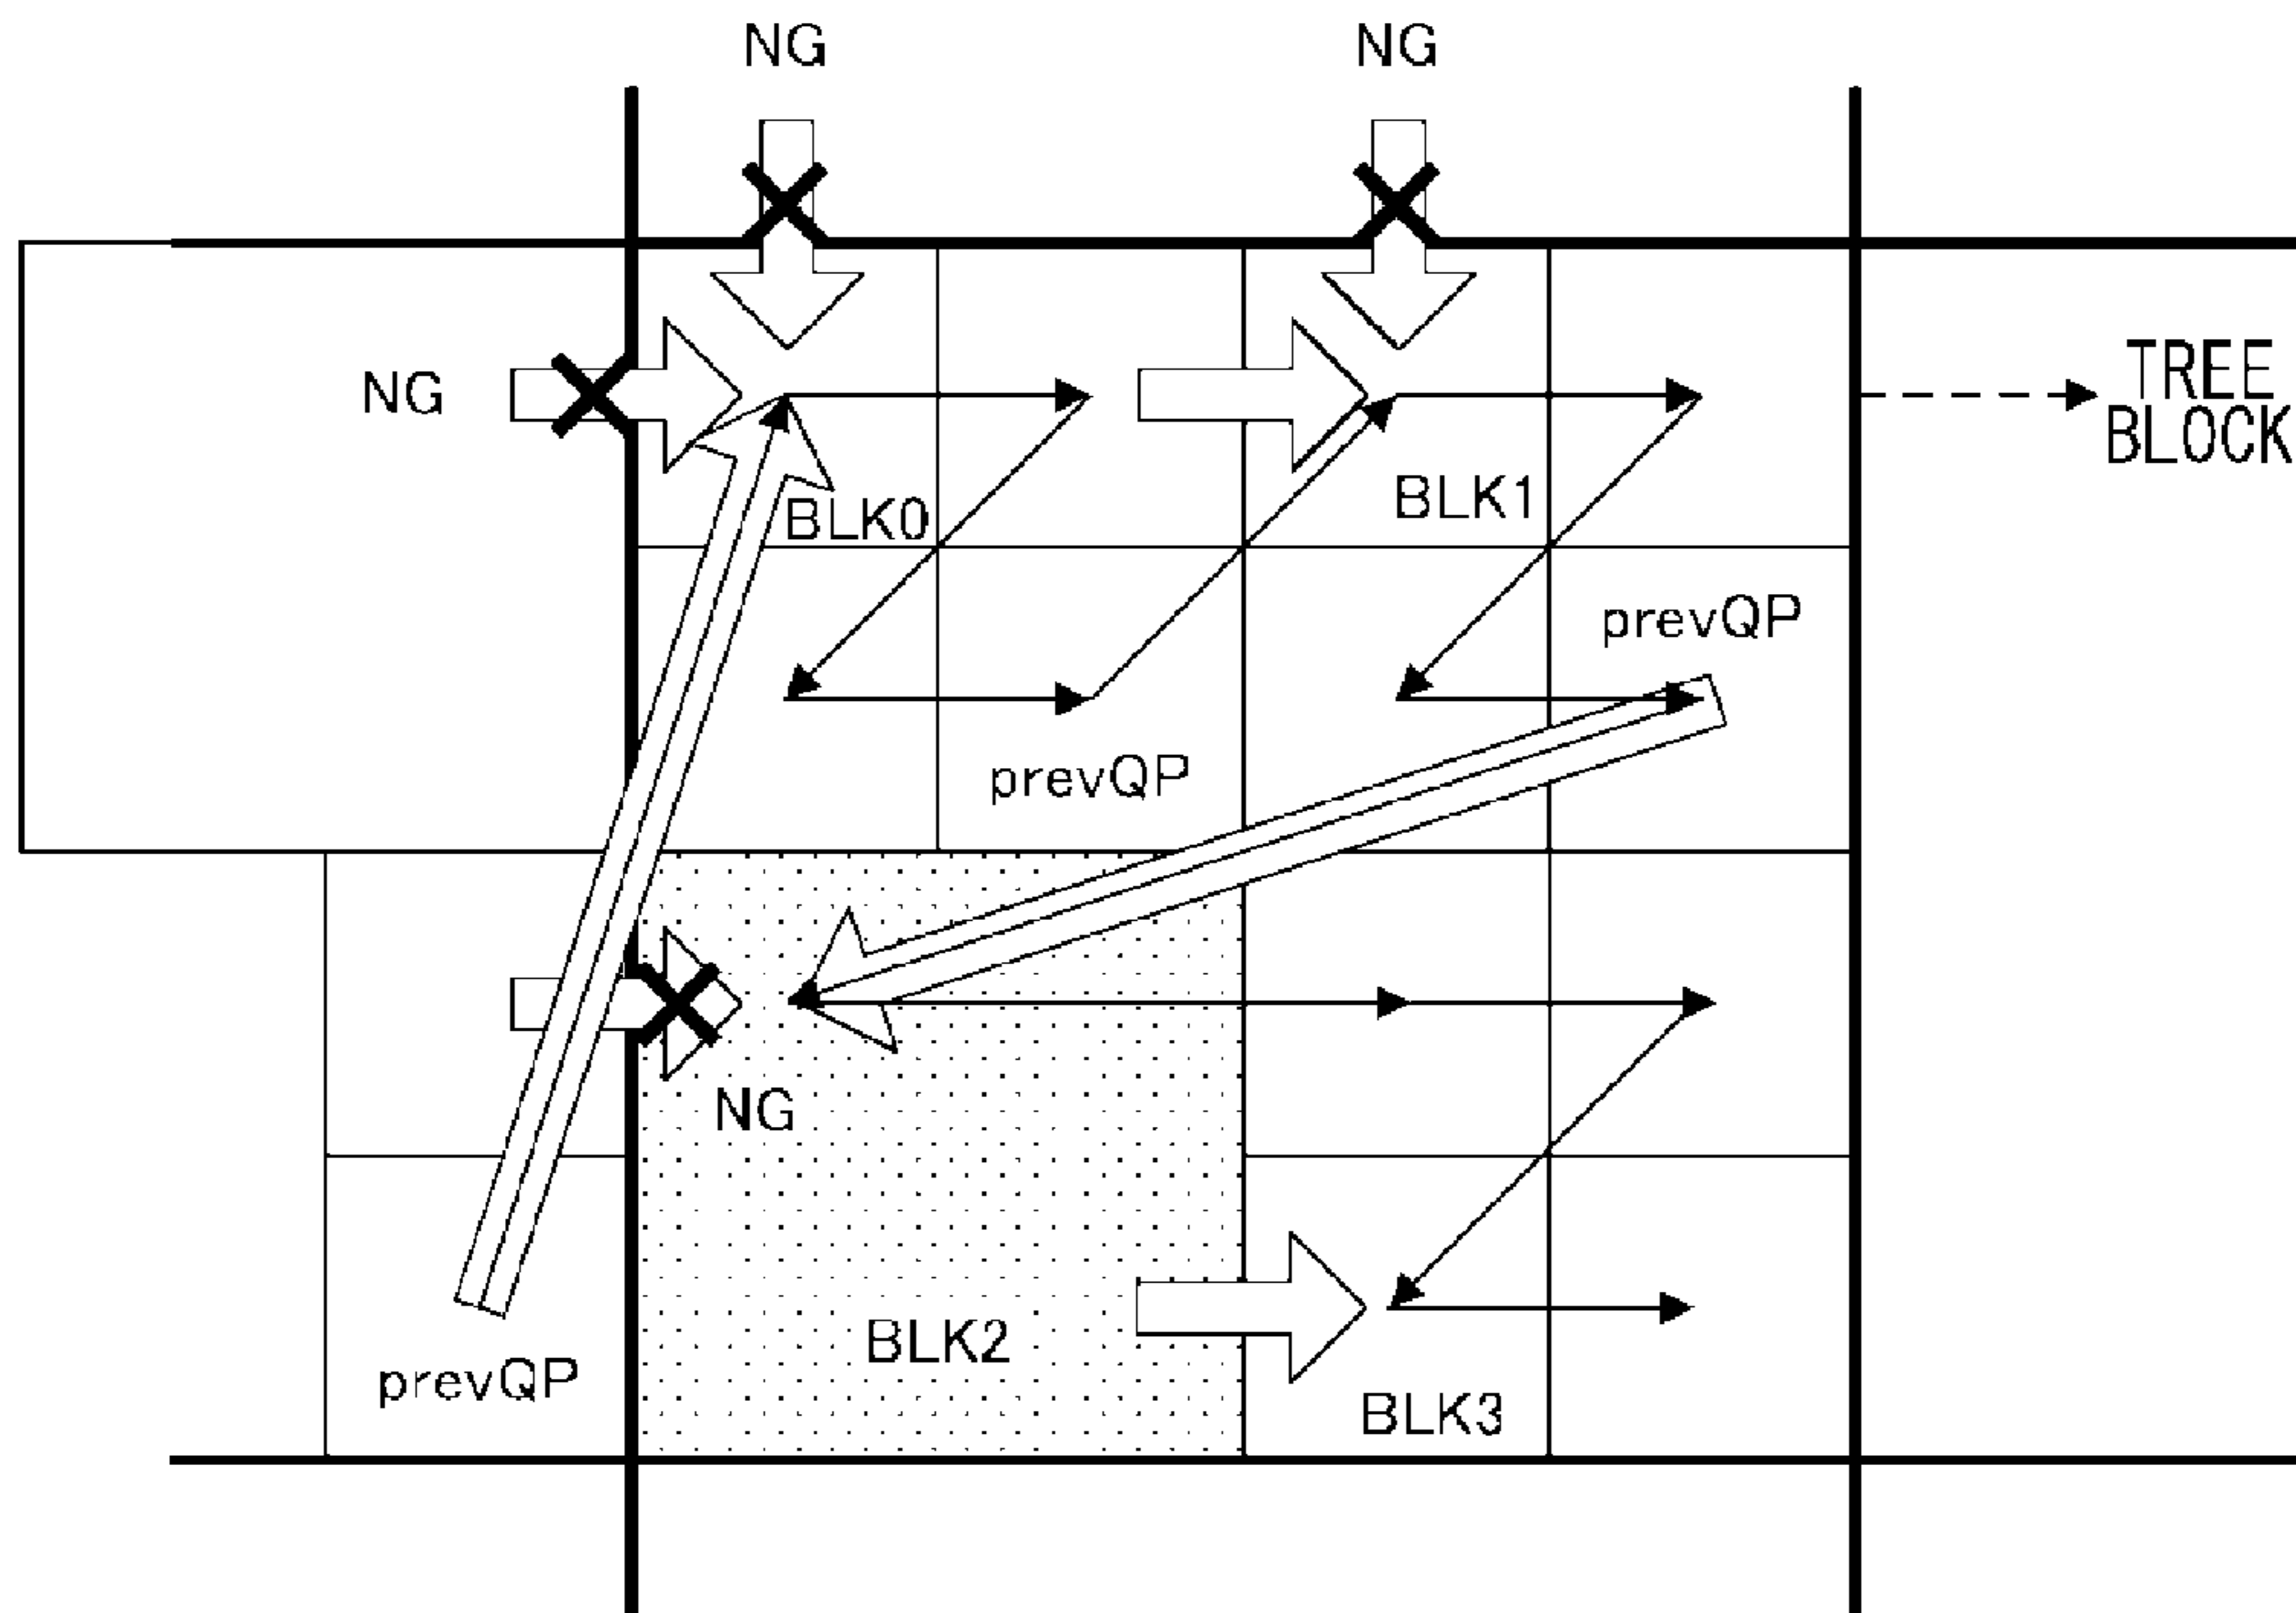 NG
NG
NG
TREE
BLOCK
BLK0
BLK1
prevQP
prevQP
NG
BLK2
prevQP
BLK3